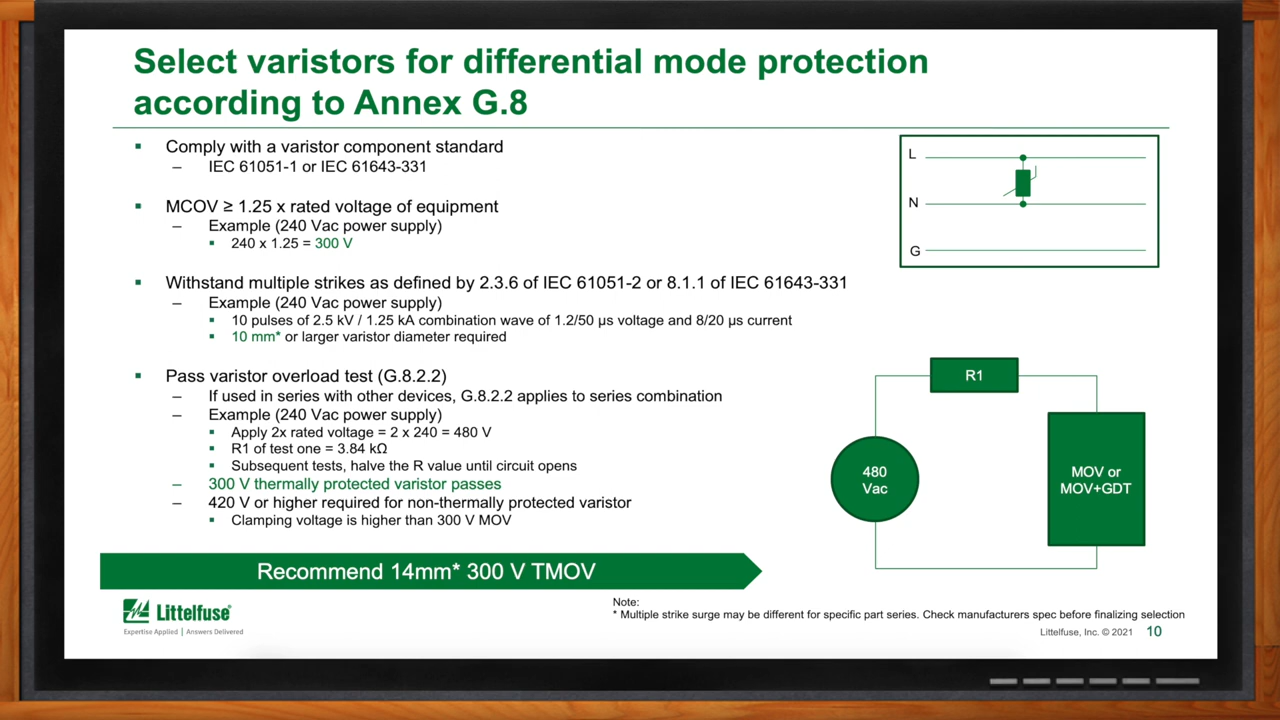 Select varistors for differential mode protection
according to Annex G.8
▪ Comply with a varistor component standard
– IEC 61051-1 or IEC 61643-331
▪ MCOV ≥ 1.25 x rated voltage of equipment
– Example (240 Vac power supply)
▪ 240 x 1.25 = 300 V
▪ Withstand multiple strikes as defined by 2.3.6 of IEC 61051-2 or 8.1.1 of IEC 61643-331
– Example (240 Vac power supply)
▪ 10 pulses of 2.5 kV / 1.25 kA combination wave of 1.2/50 μs voltage and 8/20 μs current
▪ 10 mm* or larger varistor diameter required
▪ Pass varistor overload test (G.8.2.2)
– If used in series with other devices, G.8.2.2 applies to series combination
– Example (240 Vac power supply)
▪ Apply 2x rated voltage = 2 x 240 = 480 V
▪ R1 of test one = 3.84 kΩ
▪ Subsequent tests, halve the R value until circuit opens
– 300 V thermally protected varistor passes
– 420 V or higher required for non-thermally protected varistor
▪ Clamping voltage is higher than 300 V MOV
L
N
G
R1
480
Vac
MOV or
MOV+GDT
Recommend 14mm* 300 V TMOV
Littelfuse®
Expertise Applied | Answers Delivered
Note:
* Multiple strike surge may be different for specific part series. Check manufacturers spec before finalizing selection
Littelfuse, Inc. © 2021 10